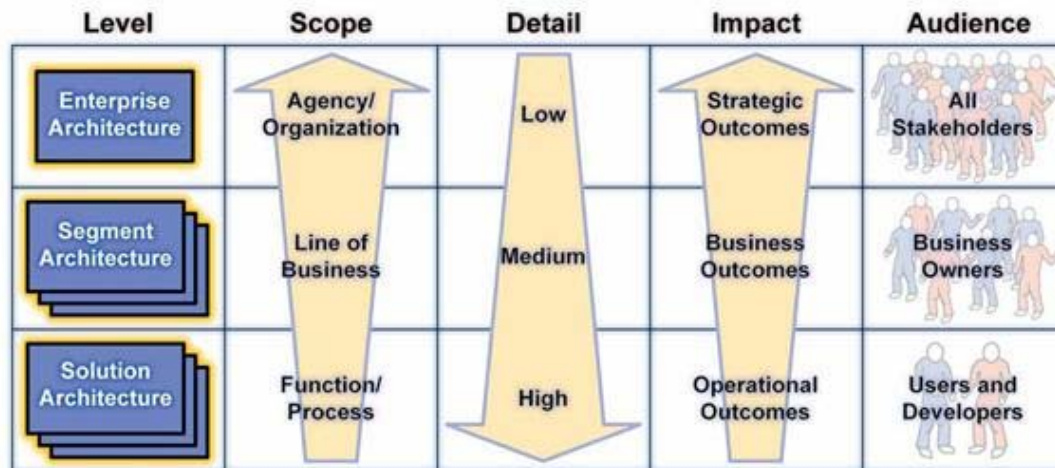 Level Scope Detail Impact Audience
Enterprise Architecture
Agency/ Organization
Low
Strategic Outcomes
All Stakeholders
Segment Architecture
Line of Business
Medium
Business Outcomes
Business Owners
Solution Architecture
Function/ Process
High
Operational Outcomes
Users and Developers